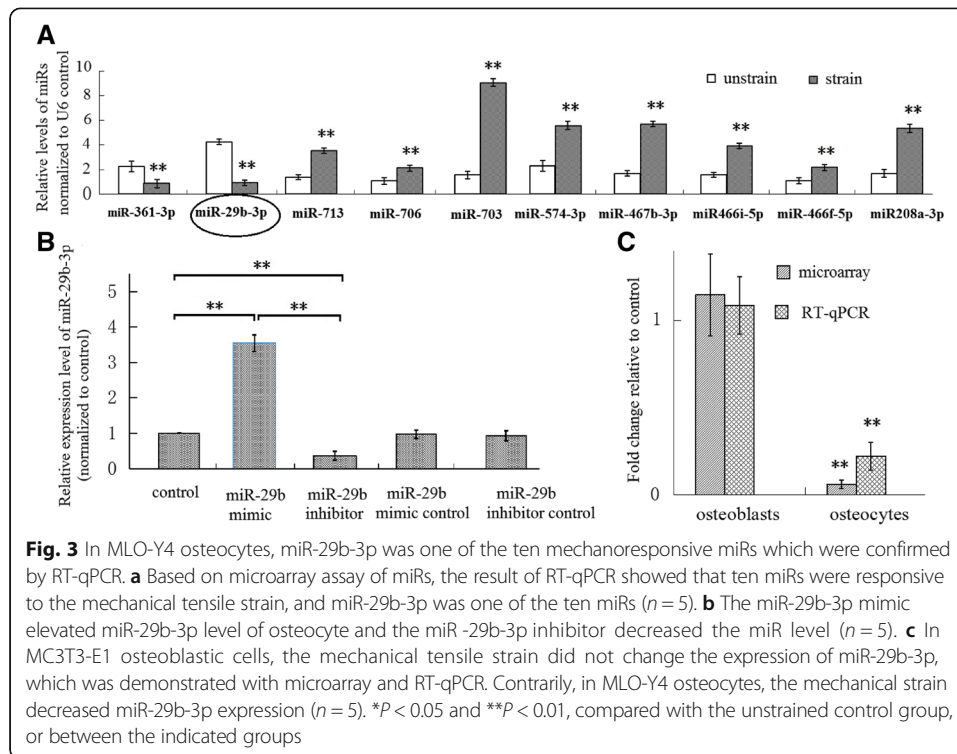 A
Relative levels of miRs
normalized to U6 control
10
8
6
4
2
0
unstrain
strain
** ** ** ** ** ** ** ** ** **
miR-361-3p miR-29b-3p miR-713 miR-706 miR-703 miR-574-3p miR-467b-3p miR466i-5p miR-466f-5p miR208a-3p
B
Relative expression level of miR-29b-3p
(normalized to control)
5
4
3
2
1
0
**
** **
control miR-29b mimic miR-29b inhibitor miR-29b mimic control miR-29b inhibitor control
C
Fold change relative to control
1
0
microarray
RT-qPCR
** **
osteoblasts osteocytes
Fig. 3 In MLO-Y4 osteocytes, miR-29b-3p was one of the ten mechanoresponsive miRs which were confirmed
by RT-qPCR. a Based on microarray assay of miRs, the result of RT-qPCR showed that ten miRs were responsive
to the mechanical tensile strain, and miR-29b-3p was one of the ten miRs (n = 5). b The miR-29b-3p mimic
elevated miR-29b-3p level of osteocyte and the miR -29b-3p inhibitor decreased the miR level (n = 5). c In
MC3T3-E1 osteoblastic cells, the mechanical tensile strain did not change the expression of miR-29b-3p,
which was demonstrated with microarray and RT-qPCR. Contrarily, in MLO-Y4 osteocytes, the mechanical strain
decreased miR-29b-3p expression (n = 5). *P < 0.05 and **P < 0.01, compared with the unstrained control group,
or between the indicated groups